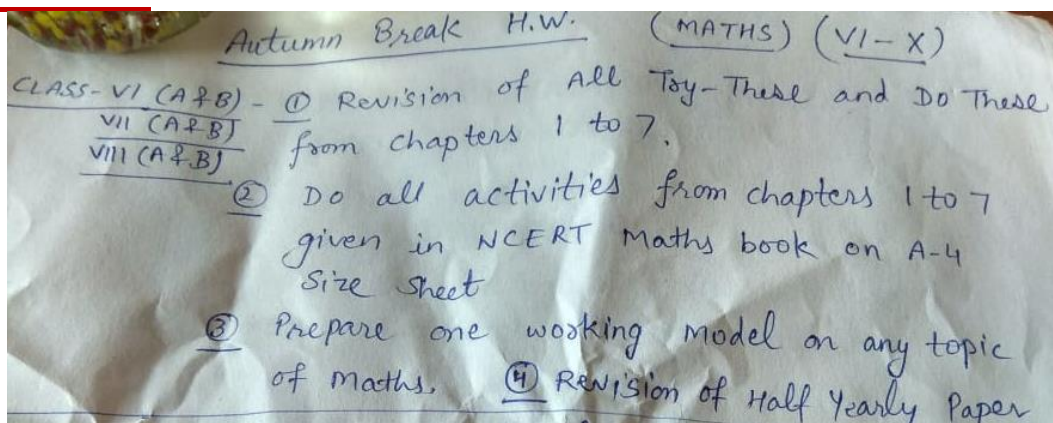 Autumn Break H.W. (MATHS) (VI-X)
CLASS-VI (A&B) - ① Revision of All Try-These and Do These
VII (A&B)
from chapters 1 to 7.
VIII (A&B)
② Do all activities from chapters 1 to 7
given in NCERT Maths book on A-4
Size Sheet
③ Prepare one working model on any topic
of Maths. ④ Revision of Half Yearly Paper